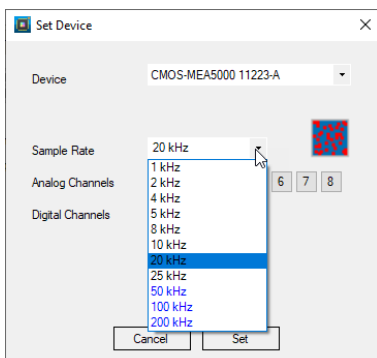 Set Device
Device CMOS-MEA5000 11223-A
Sample Rate 20 kHz
1 kHz
2 kHz
Analog Channels 6 7 8
4 kHz
5 kHz
Digital Channels
8 kHz
10 kHz
20 kHz
25 kHz
50 kHz
100 kHz
200 kHz
Cancel Set